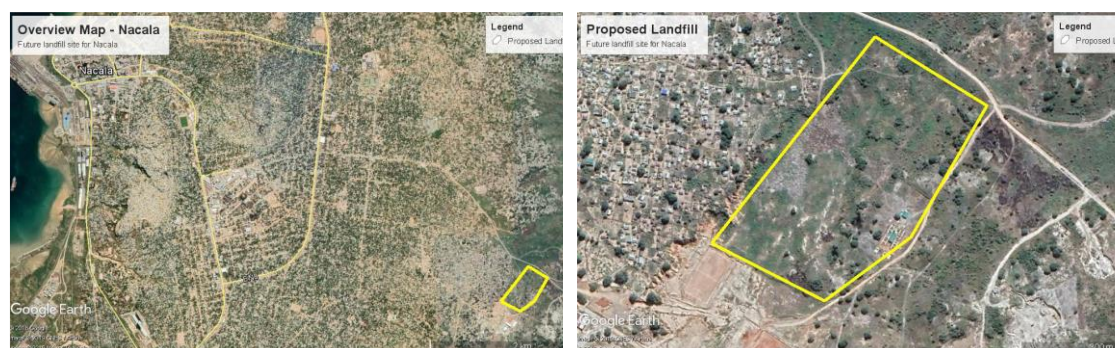 Overview Map - Nacala
Future landfill site for Nacala
Legend
Proposed Land
Nacala
Google Earth
Proposed Landfill
Future landfill site for Nacala
Legend
Proposed L
Google Earth